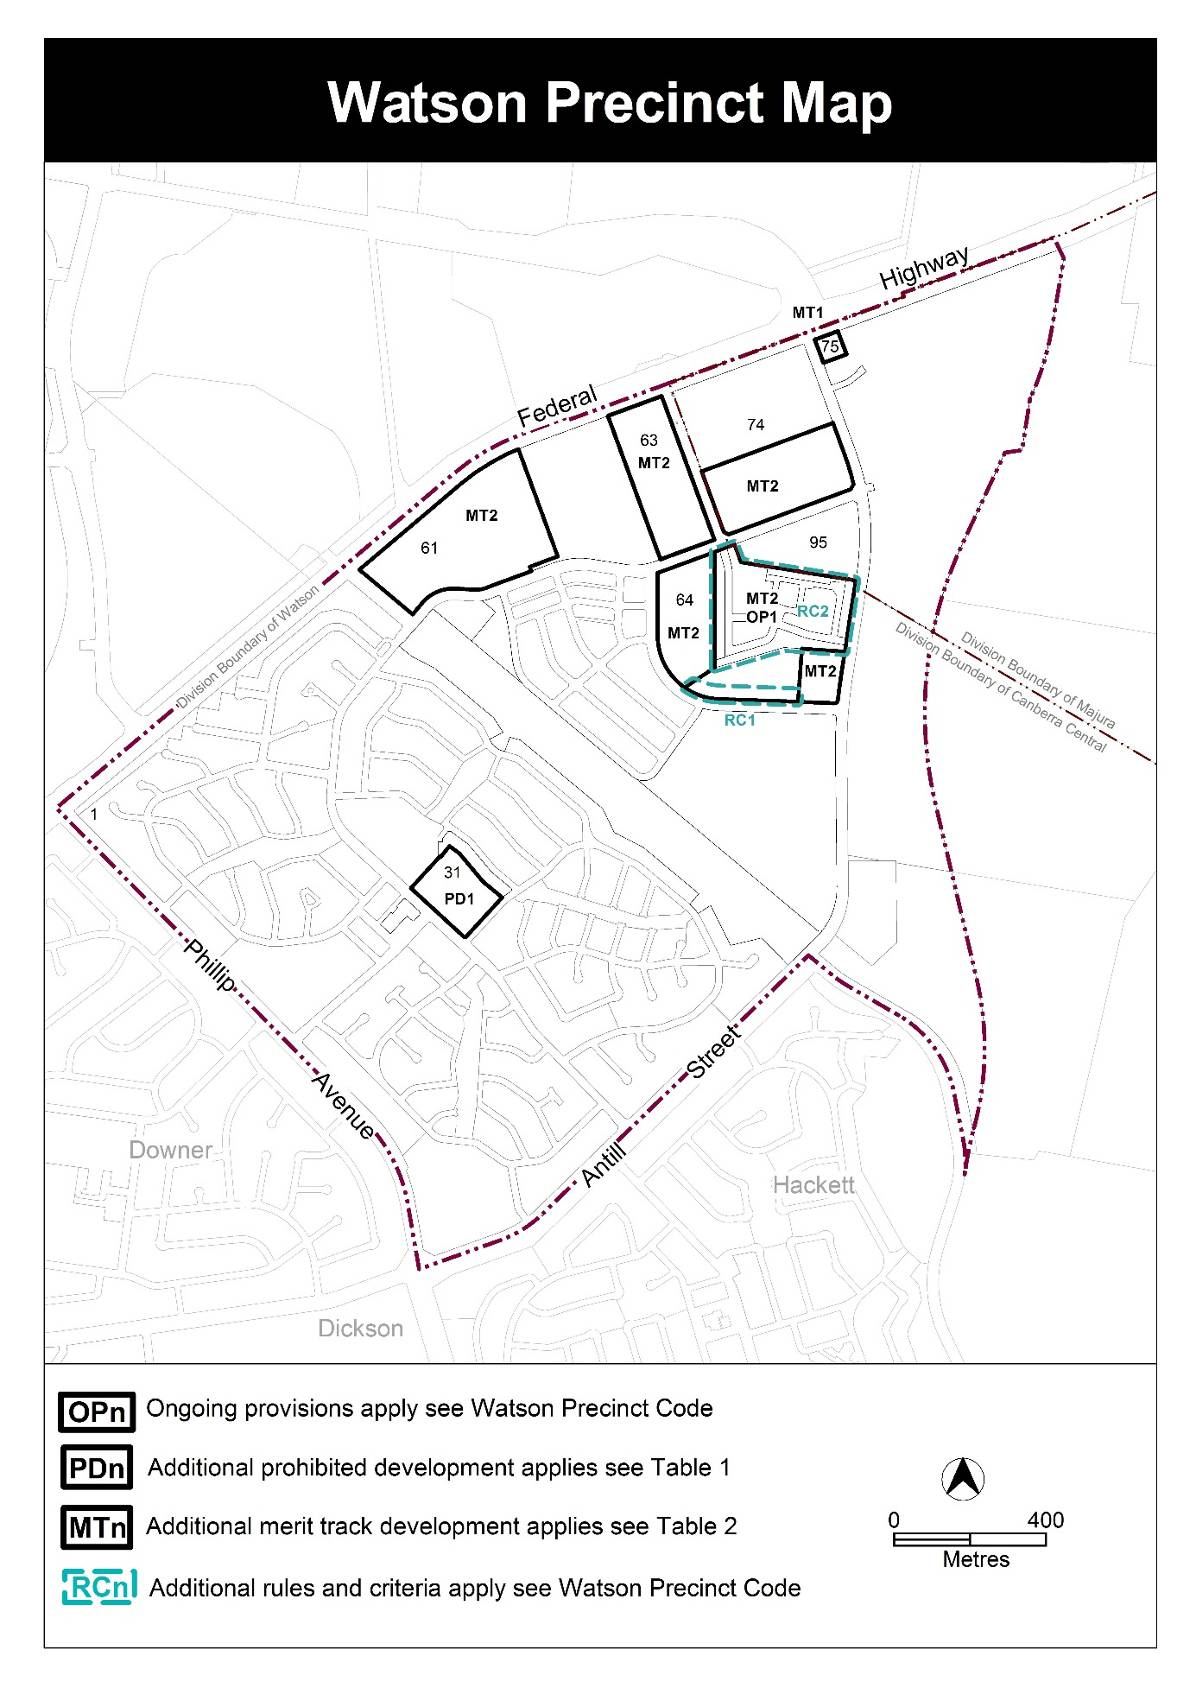 Watson Precinct Map
Highway
MT1
75
Federal
74
63
MT2
MT2
MT2
61
95
64
MT2
MT2
OP1
RC2
MT2
RC1
Division Boundary of Watson
Division Boundary of Majura
Division Boundary of Canberra Central
1
31
PD1
Phillip
Avenue
Street
Antill
Downer
Hackett
Dickson
OPn Ongoing provisions apply see Watson Precinct Code
PDn Additional prohibited development applies see Table 1
MTn Additional merit track development applies see Table 2
RCn Additional rules and criteria apply see Watson Precinct Code
0 400
Metres